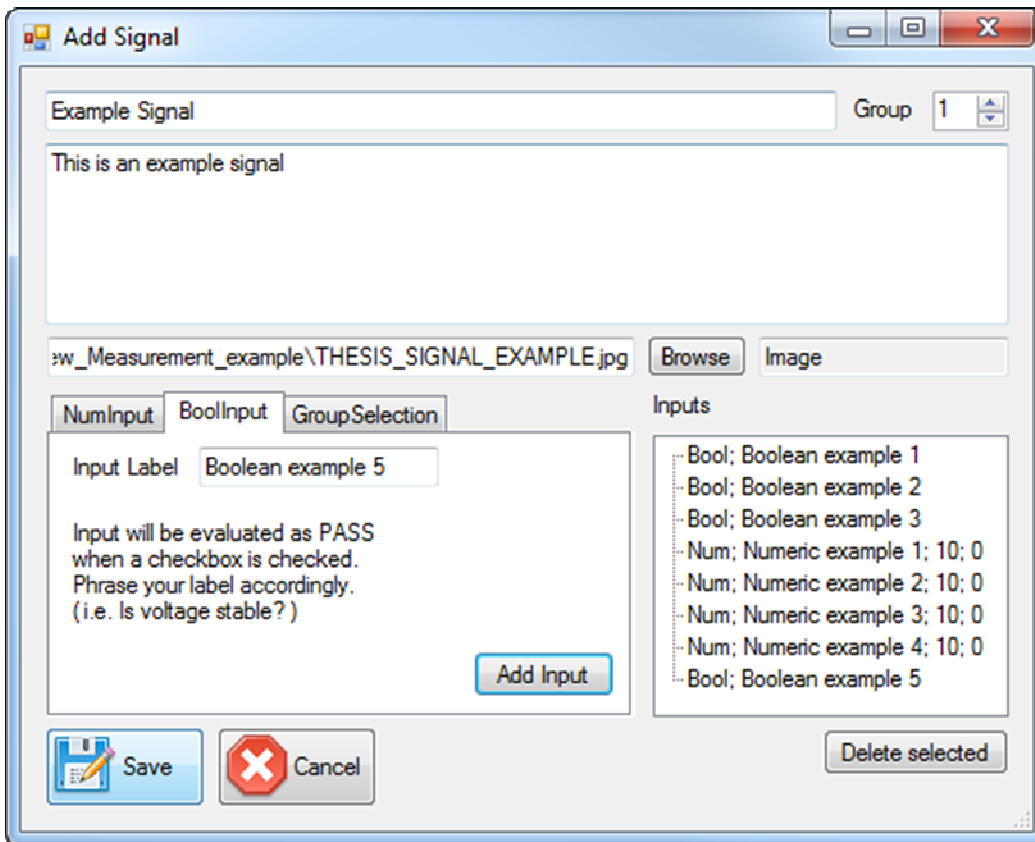 Add Signal
Example Signal
Group 1
This is an example signal
ew_Measurement_example\THESIS_SIGNAL_EXAMPLE.jpg
Browse
Image
NumInput BoolInput GroupSelection
Input Label Boolean example 5
Input will be evaluated as PASS
when a checkbox is checked.
Phrase your label accordingly.
(i.e. Is voltage stable?)
Add Input
Inputs
Bool; Boolean example 1
Bool; Boolean example 2
Bool; Boolean example 3
Num; Numeric example 1; 10; 0
Num; Numeric example 2; 10; 0
Num; Numeric example 3; 10; 0
Num; Numeric example 4; 10; 0
Bool; Boolean example 5
Save
Cancel
Delete selected